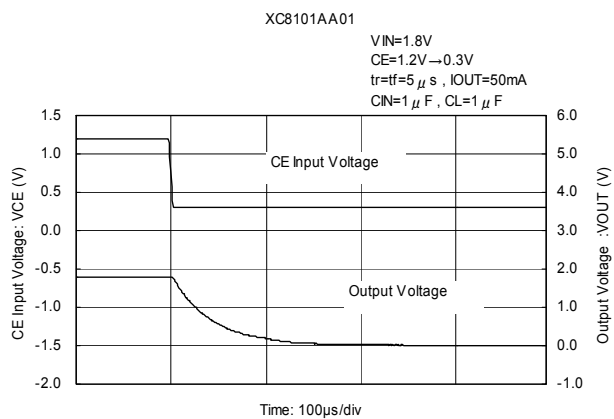 XC8101AA01
VIN=1.8V
CE=1.2V→0.3V
tr=tf=5μs , IOUT=50mA
CIN=1μF , CL=1μF
CE Input Voltage: VCE (V)
1.5
1.0
0.5
0.0
-0.5
-1.0
-1.5
-2.0
CE Input Voltage
Output Voltage
6.0
5.0
4.0
3.0
2.0
1.0
0.0
-1.0
Output Voltage :VOUT (V)
Time: 100μs/div